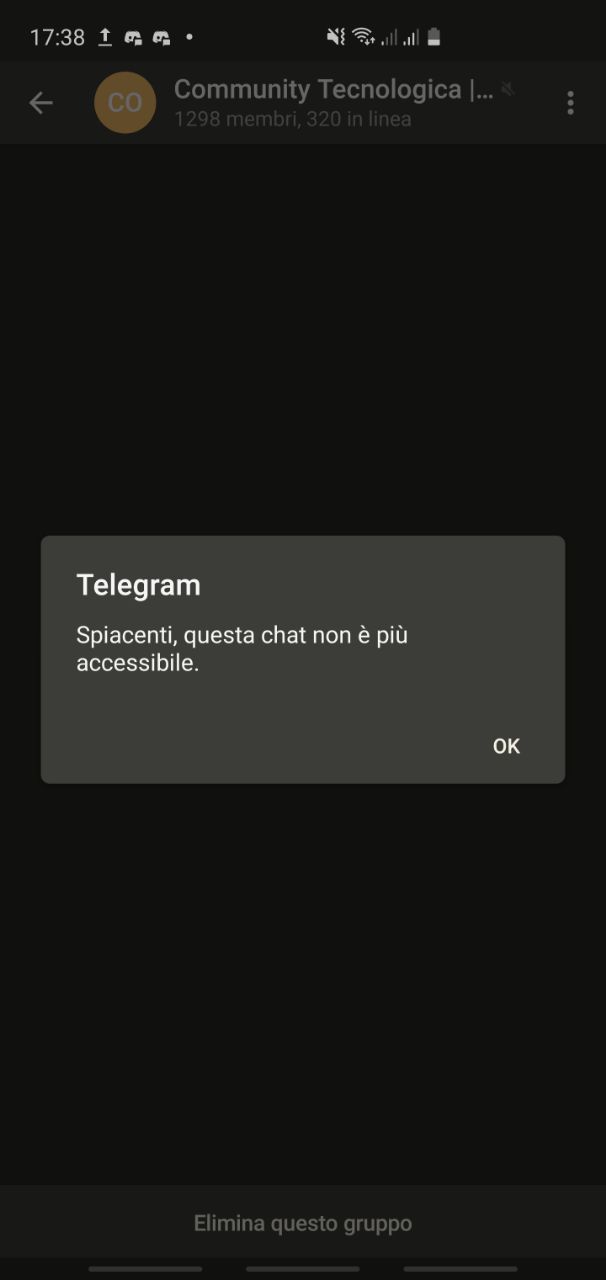 17:38
CO
Community Tecnologica |...
1298 membri, 320 in linea
Telegram
Spiacenti, questa chat non è più
accessibile.
OK
Elimina questo gruppo